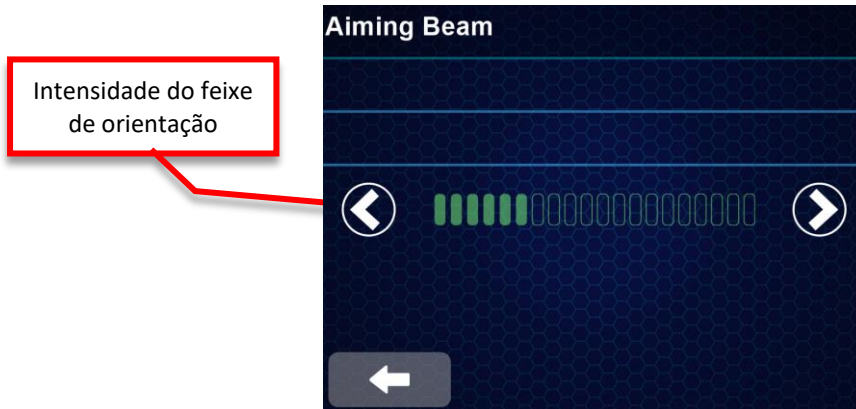 Aiming Beam
Intensidade do feixe
de orientação